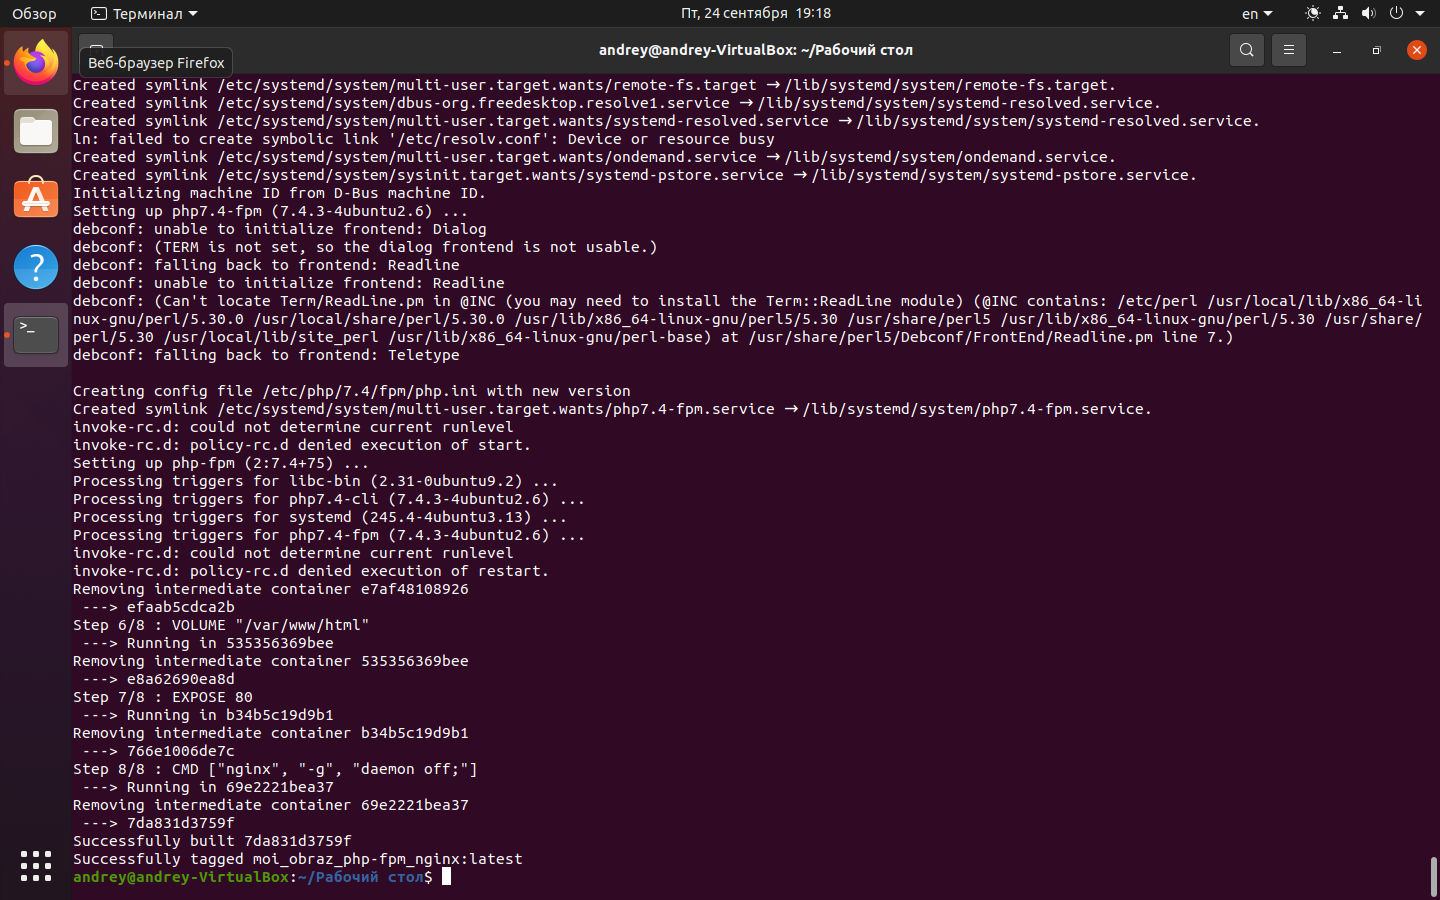 Обзор
Терминал
Пт, 24 сентября 19:18
en
andrey@andrey-VirtualBox: ~/Рабочий стол
Веб-браузер Firefox
Created symlink /etc/systemd/system/multi-user.target.wants/remote-fs.target → /lib/systemd/system/remote-fs.target.
Created symlink /etc/systemd/system/dbus-org.freedesktop.resolve1.service → /lib/systemd/system/systemd-resolved.service.
Created symlink /etc/systemd/system/multi-user.target.wants/systemd-resolved.service → /lib/systemd/system/systemd-resolved.service.
ln: failed to create symbolic link '/etc/resolv.conf': Device or resource busy
Created symlink /etc/systemd/system/multi-user.target.wants/ondemand.service → /lib/systemd/system/ondemand.service.
Created symlink /etc/systemd/system/sysinit.target.wants/systemd-pstore.service → /lib/systemd/system/systemd-pstore.service.
Initializing machine ID from D-Bus machine ID.
Setting up php7.4-fpm (7.4.3-4ubuntu2.6) ...
debconf: unable to initialize frontend: Dialog
debconf: (TERM is not set, so the dialog frontend is not usable.)
debconf: falling back to frontend: Readline
debconf: unable to initialize frontend: Readline
debconf: (Can't locate Term/ReadLine.pm in @INC (you may need to install the Term::ReadLine module) (@INC contains: /etc/perl /usr/local/lib/x86_64-li
nux-gnu/perl/5.30.0 /usr/local/share/perl/5.30.0 /usr/lib/x86_64-linux-gnu/perl5/5.30 /usr/share/perl5 /usr/lib/x86_64-linux-gnu/perl/5.30 /usr/share/
perl/5.30 /usr/local/lib/site_perl /usr/lib/x86_64-linux-gnu/perl-base) at /usr/share/perl5/Debconf/FrontEnd/Readline.pm line 7.)
debconf: falling back to frontend: Teletype
Creating config file /etc/php/7.4/fpm/php.ini with new version
Created symlink /etc/systemd/system/multi-user.target.wants/php7.4-fpm.service → /lib/systemd/system/php7.4-fpm.service.
invoke-rc.d: could not determine current runlevel
invoke-rc.d: policy-rc.d denied execution of start.
Setting up php-fpm (2:7.4+75) ...
Processing triggers for libc-bin (2.31-0ubuntu9.2) ...
Processing triggers for php7.4-cli (7.4.3-4ubuntu2.6) ...
Processing triggers for systemd (245.4-4ubuntu3.13) ...
Processing triggers for php7.4-fpm (7.4.3-4ubuntu2.6) ...
invoke-rc.d: could not determine current runlevel
invoke-rc.d: policy-rc.d denied execution of restart.
Removing intermediate container e7af48108926
 ---> efaab5cdca2b
Step 6/8 : VOLUME "/var/www/html"
 ---> Running in 535356369bee
Removing intermediate container 535356369bee
 ---> e8a62690ea8d
Step 7/8 : EXPOSE 80
 ---> Running in b34b5c19d9b1
Removing intermediate container b34b5c19d9b1
 ---> 766e1006de7c
Step 8/8 : CMD ["nginx", "-g", "daemon off;"]
 ---> Running in 69e2221bea37
Removing intermediate container 69e2221bea37
 ---> 7da831d3759f
Successfully built 7da831d3759f
Successfully tagged moi_obraz_php-fpm_nginx:latest
andrey@andrey-VirtualBox:~/Рабочий стол$